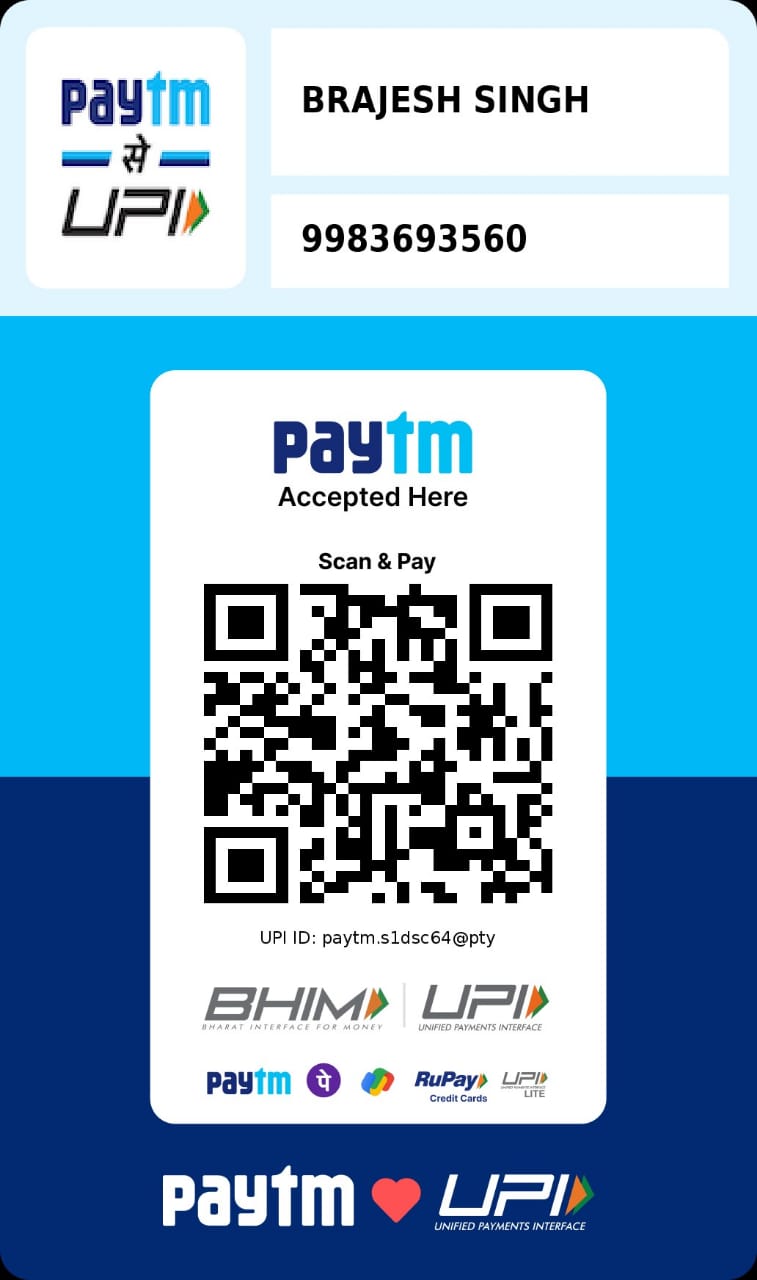 paytm
से
UPI
BRAJESH SINGH
9983693560
paytm
Accepted Here
Scan & Pay
UPI ID: paytm.s1dsc64@pty
BHIM UPI
BHARAT INTERFACE FOR MONEY UNIFIED PAYMENTS INTERFACE
paytm पे RuPay UPI
Credit Cards LITE
paytm UPI
UNIFIED PAYMENTS INTERFACE